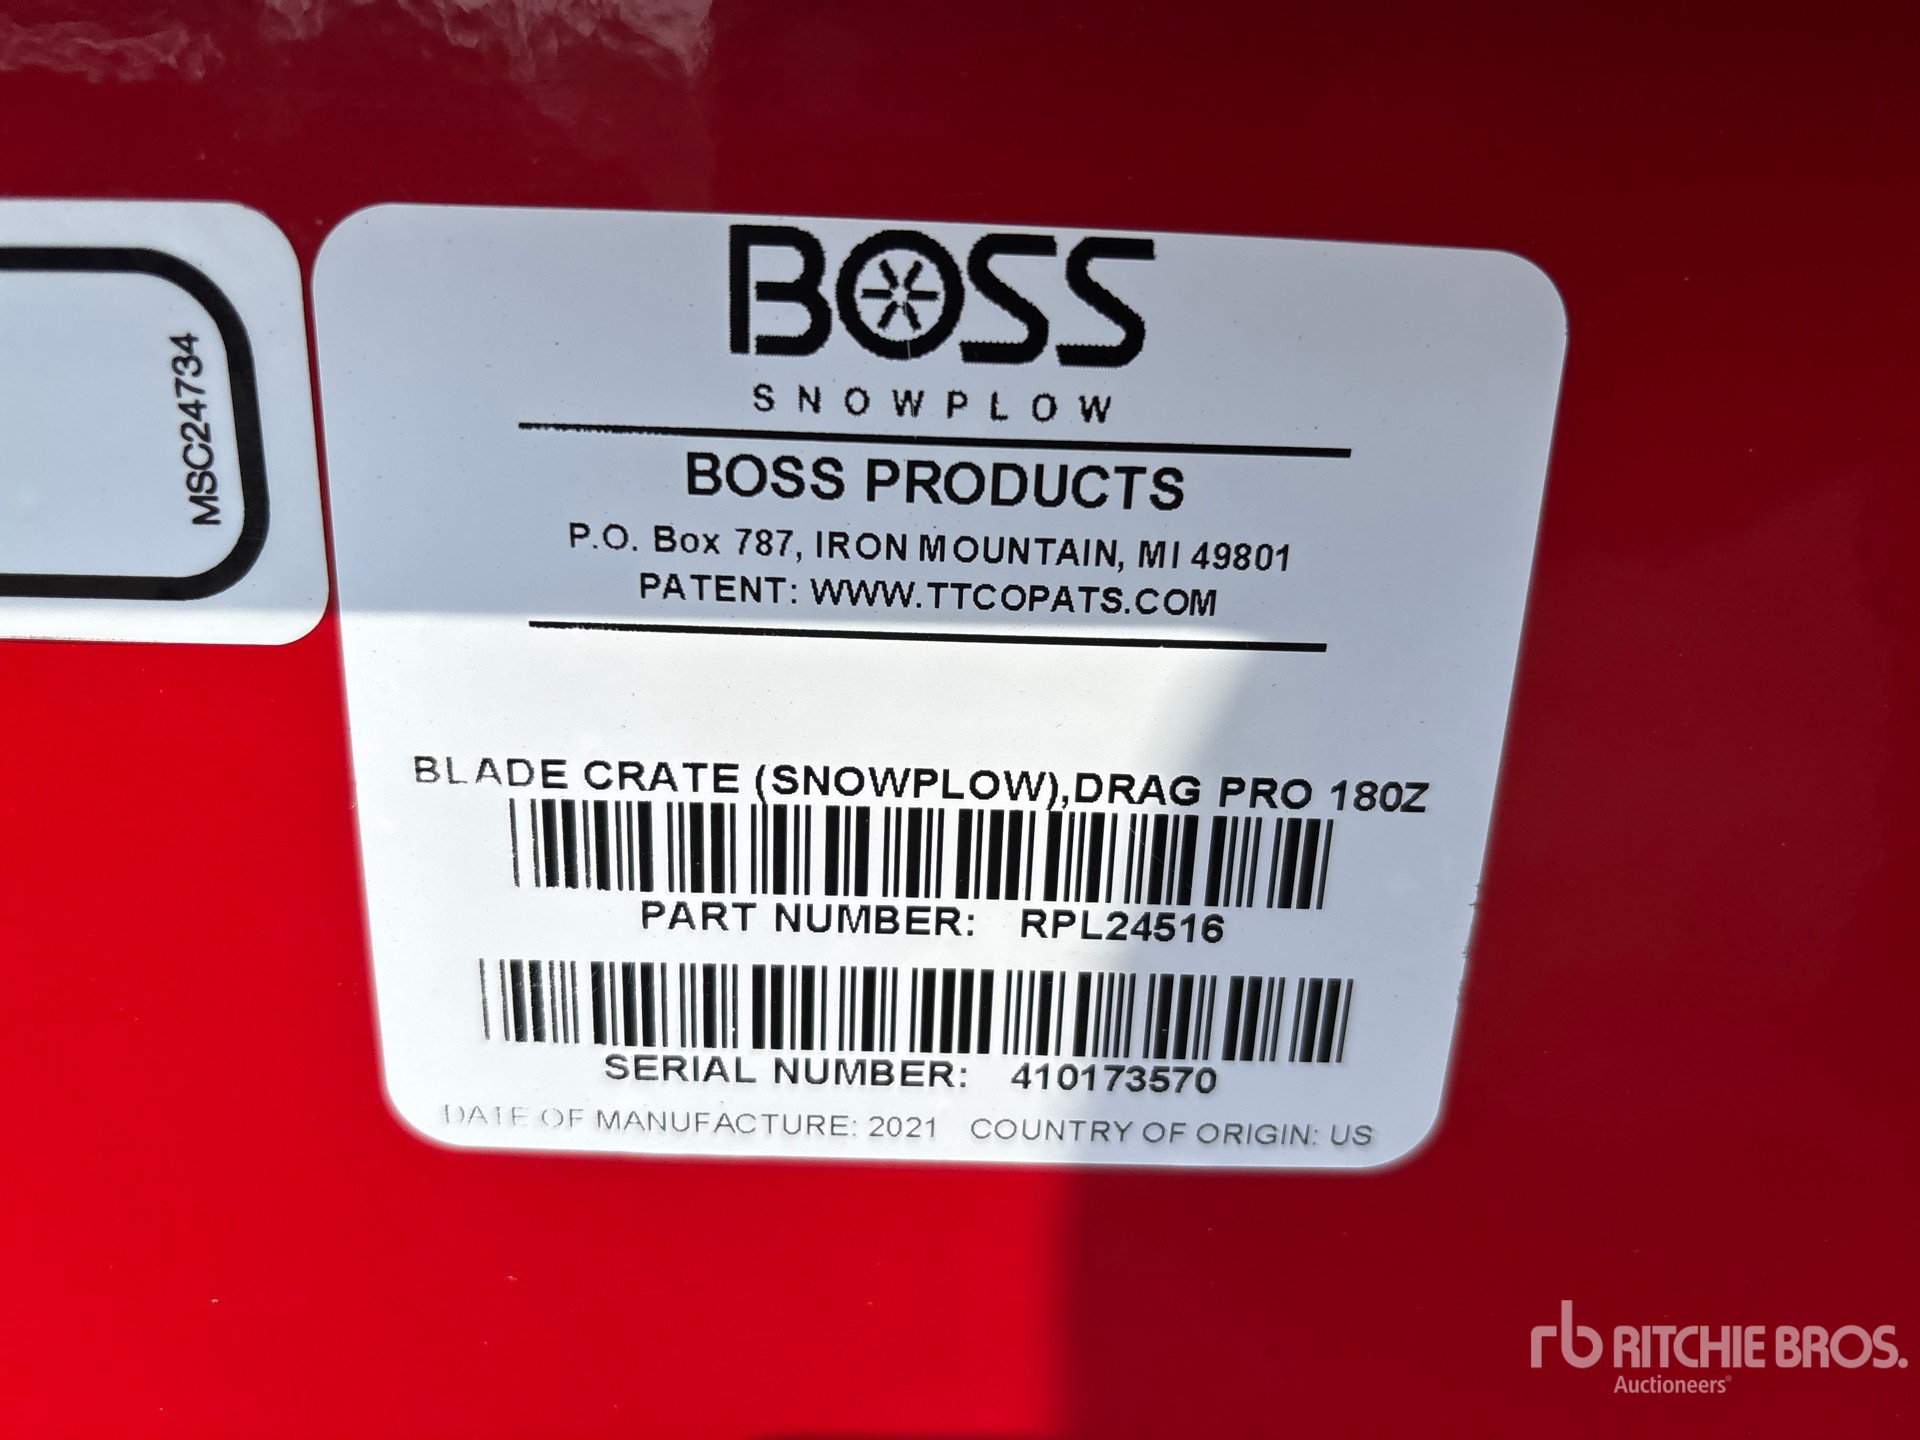 MSC24734
BOSS
SNOWPLOW
BOSS PRODUCTS
P.O. Box 787, IRON MOUNTAIN, MI 49801
PATENT: WWW.TTCOPATS.COM
BLADE CRATE (SNOWPLOW),DRAG PRO 180Z
PART NUMBER: RPL24516
SERIAL NUMBER: 410173570
DATE OF MANUFACTURE: 2021 COUNTRY OF ORIGIN: US
rb RITCHIE BROS.
Auctioneers®